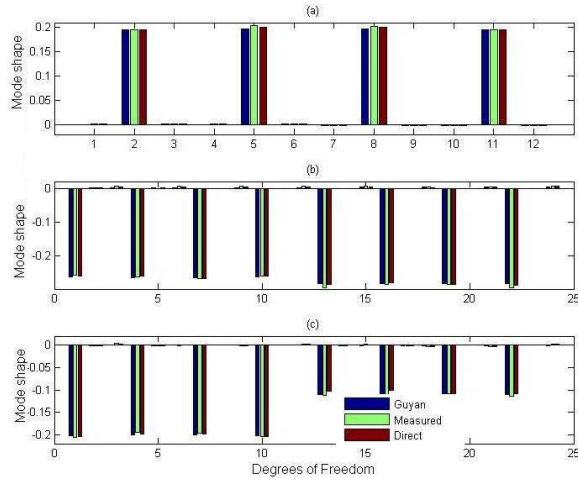 (a)
Mode shape
0.2
0.15
0.1
0.05
0
1 2 3 4 5 6 7 8 9 10 11 12
(b)
Mode shape
0
-0.1
-0.2
0 5 10 15 20 25
(c)
Mode shape
0
-0.05
-0.1
-0.15
-0.2
Guyan
Measured
Direct
0 5 10 15 20 25
Degrees of Freedom